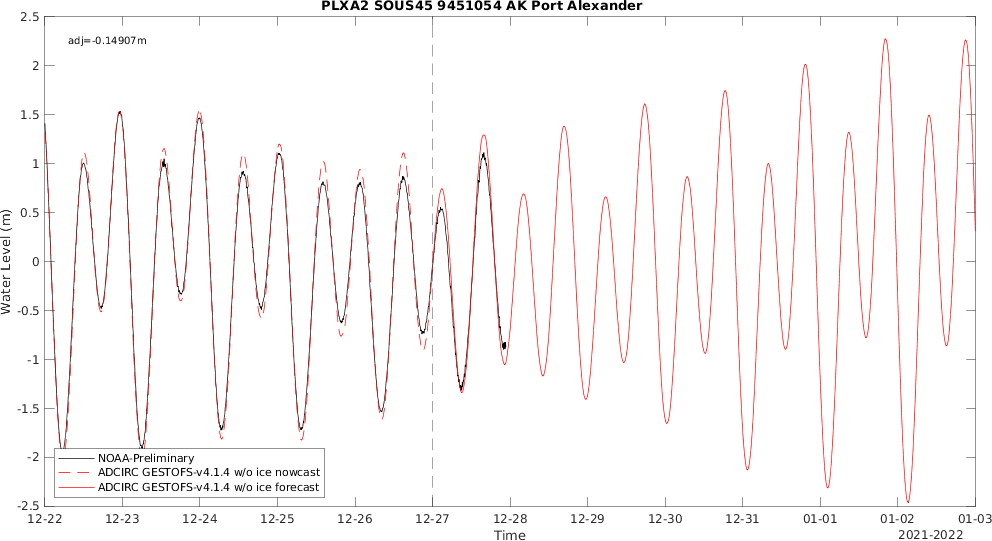 PLXA2 SOUS45 9451054 AK Port Alexander
adj=-0.14907m
Water Level (m)
2.5
2
1.5
1
0.5
0
-0.5
-1
-1.5
-2
-2.5
NOAA-Preliminary
ADCIRC GESTOFS-v4.1.4 w/o ice nowcast
ADCIRC GESTOFS-v4.1.4 w/o ice forecast
12-22 12-23 12-24 12-25 12-26 12-27 12-28 12-29 12-30 12-31 01-01 01-02 01-03
Time
2021-2022